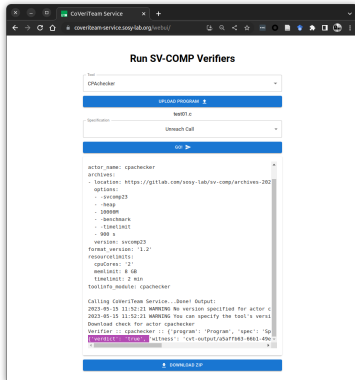 CoVeriTeam Service
coveriteam-service.sosy-lab.org/webui/
Run SV-COMP Verifiers
Tool
CPAchecker
UPLOAD PROGRAM
test01.c
Specification
Unreach Call
GO!
actor_name: cpachecker
archives:
- location: https://gitlab.com/sosy-lab/sv-comp/archives-202
options:
- -svcomp23
- -heap
- 10000M
- -benchmark
- -timelimit
- 900 s
version: svcomp23
format_version: '1.2'
resourcelimits:
cpuCores: '2'
memlimit: 8 GB
timelimit: 2 min
toolinfo_module: cpachecker
Calling CoVeriTeam Service...Done! Output:
2023-05-15 11:52:21 WARNING No version specified for actor c
2023-05-15 11:52:21 WARNING You can specify the tool's versi
Download check for actor cpachecker
Verifier :: cpachecker :: {'program': 'Program', 'spec': 'Sp
{'verdict': 'true', 'witness': 'cvt-output/a5aff663-66b1-49e
DOWNLOAD ZIP